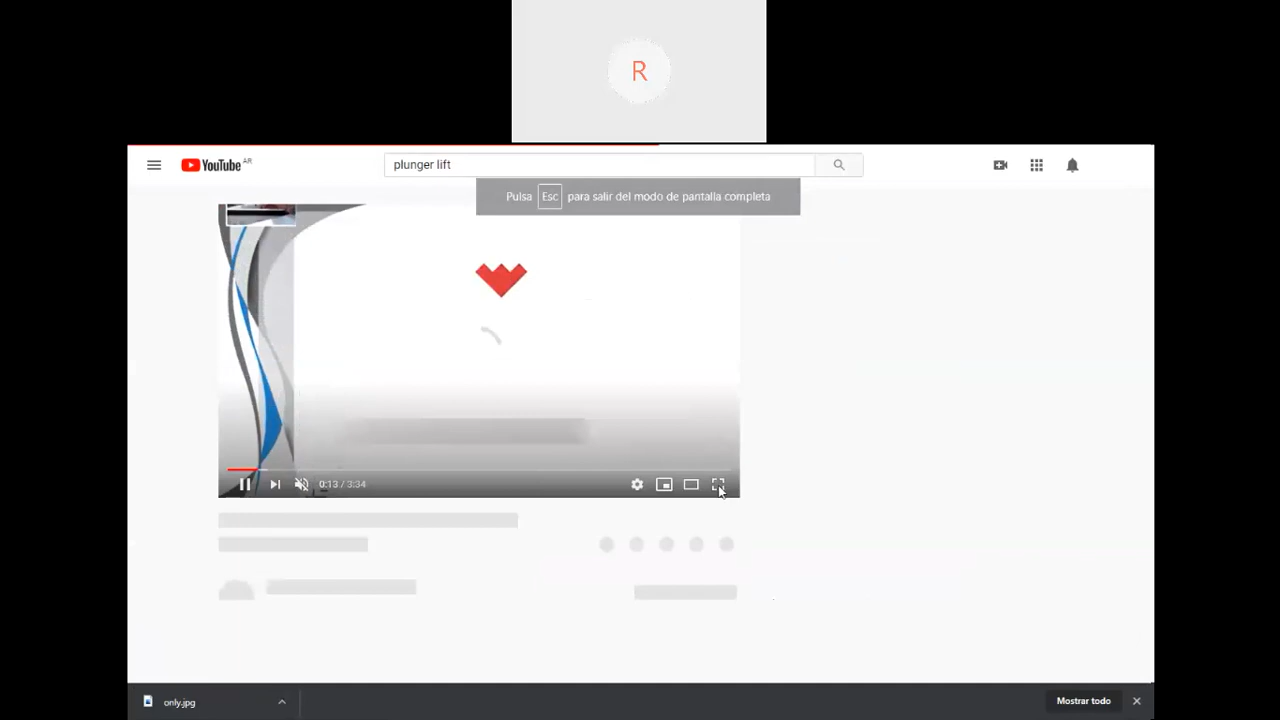 R
YouTube AR
plunger lift
Pulsa Esc para salir del modo de pantalla completa
0:13 / 3:34
only.jpg
Mostrar todo